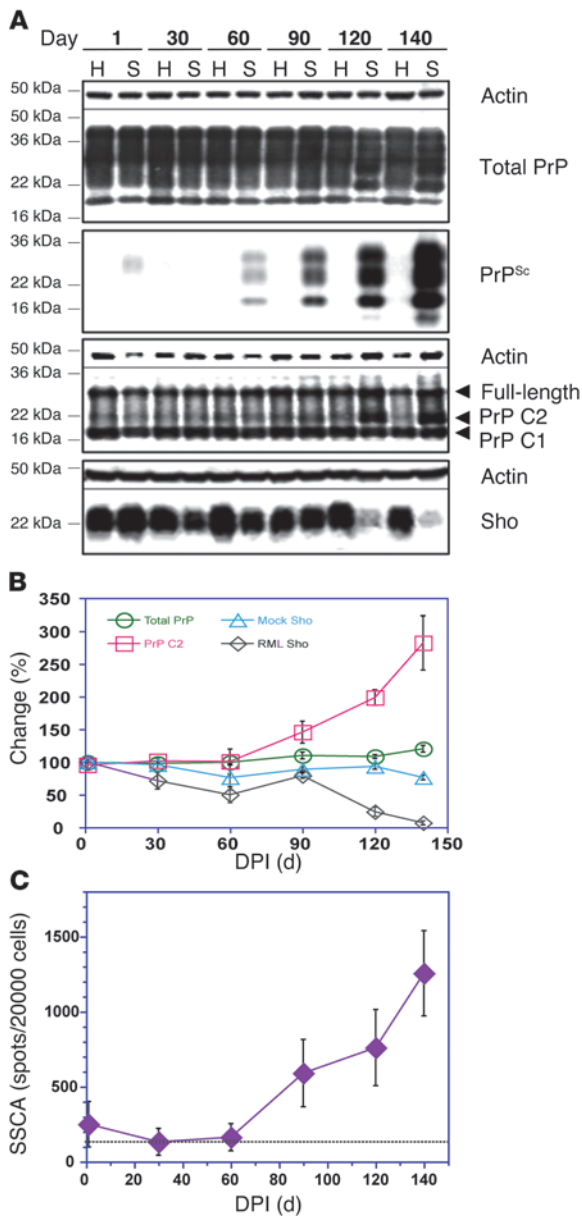 A
Day 1 30 60 90 120 140
H S H S H S H S H S H S
50 kDa
Actin
50 kDa
36 kDa
Total PrP
22 kDa
16 kDa
36 kDa
PrPSc
22 kDa
16 kDa
50 kDa
Actin
36 kDa
Full-length
22 kDa
PrP C2
16 kDa
PrP C1
50 kDa
Actin
22 kDa
Sho
B
350
300
250
200
150
100
50
0
Change (%)
Total PrP
Mock Sho
PrP C2
RML Sho
0 30 60 90 120 150
DPI (d)
C
1500
1000
500
0
SSCA (spots/20000 cells)
0 20 40 60 80 100 120 140
DPI (d)